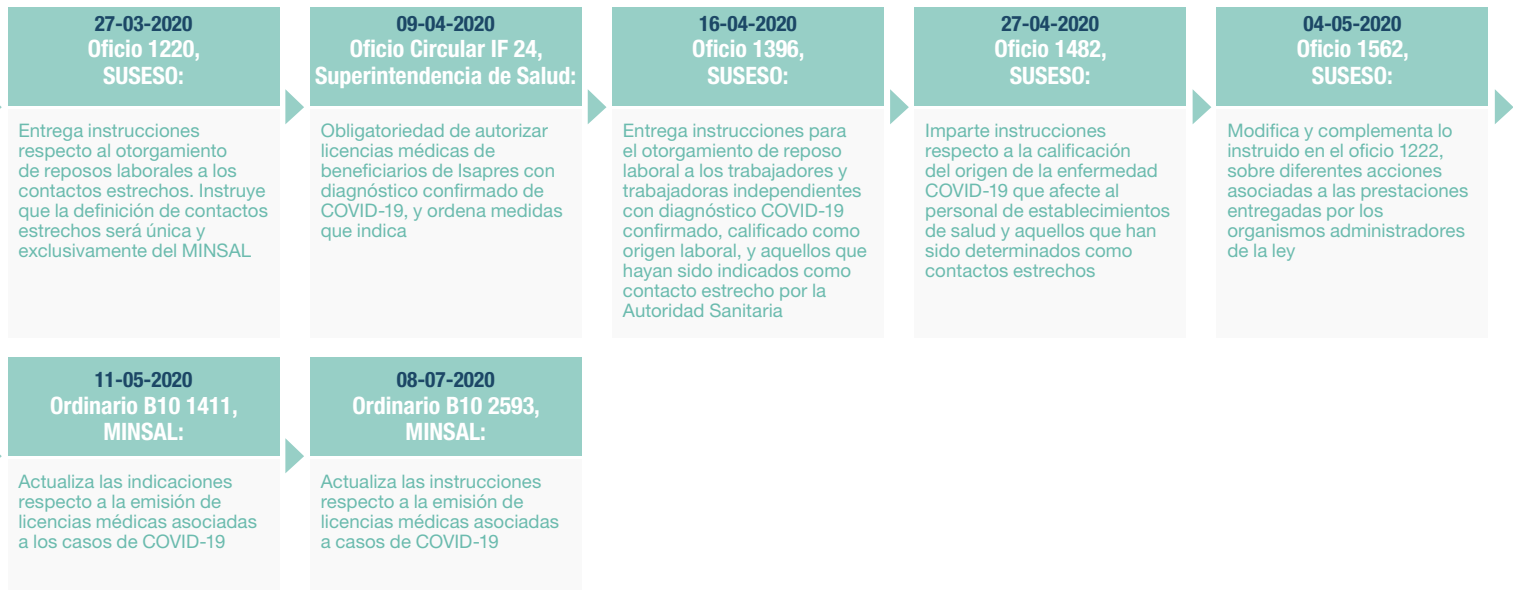 27-03-2020
Oficio 1220,
SUSESO:
Entrega instrucciones
respecto al otorgamiento
de reposos laborales a los
contactos estrechos. Instruye
que la definición de contactos
estrechos será única y
exclusivamente del MINSAL
09-04-2020
Oficio Circular IF 24,
Superintendencia de Salud:
Obligatoriedad de autorizar
licencias médicas de
beneficiarios de Isapres con
diagnóstico confirmado de
COVID-19, y ordena medidas
que indica
16-04-2020
Oficio 1396,
SUSESO:
Entrega instrucciones para
el otorgamiento de reposo
laboral a los trabajadores y
trabajadoras independientes
con diagnóstico COVID-19
confirmado, calificado como
origen laboral, y aquellos que
hayan sido indicados como
contacto estrecho por la
Autoridad Sanitaria
27-04-2020
Oficio 1482,
SUSESO:
Imparte instrucciones
respecto a la calificación
del origen de la enfermedad
COVID-19 que afecte al
personal de establecimientos
de salud y aquellos que han
sido determinados como
contactos estrechos
04-05-2020
Oficio 1562,
SUSESO:
Modifica y complementa lo
instruido en el oficio 1222,
sobre diferentes acciones
asociadas a las prestaciones
entregadas por los
organismos administradores
de la ley
11-05-2020
Ordinario B10 1411,
MINSAL:
Actualiza las indicaciones
respecto a la emisión de
licencias médicas asociadas
a los casos de COVID-19
08-07-2020
Ordinario B10 2593,
MINSAL:
Actualiza las instrucciones
respecto a la emisión de
licencias médicas asociadas
a casos de COVID-19